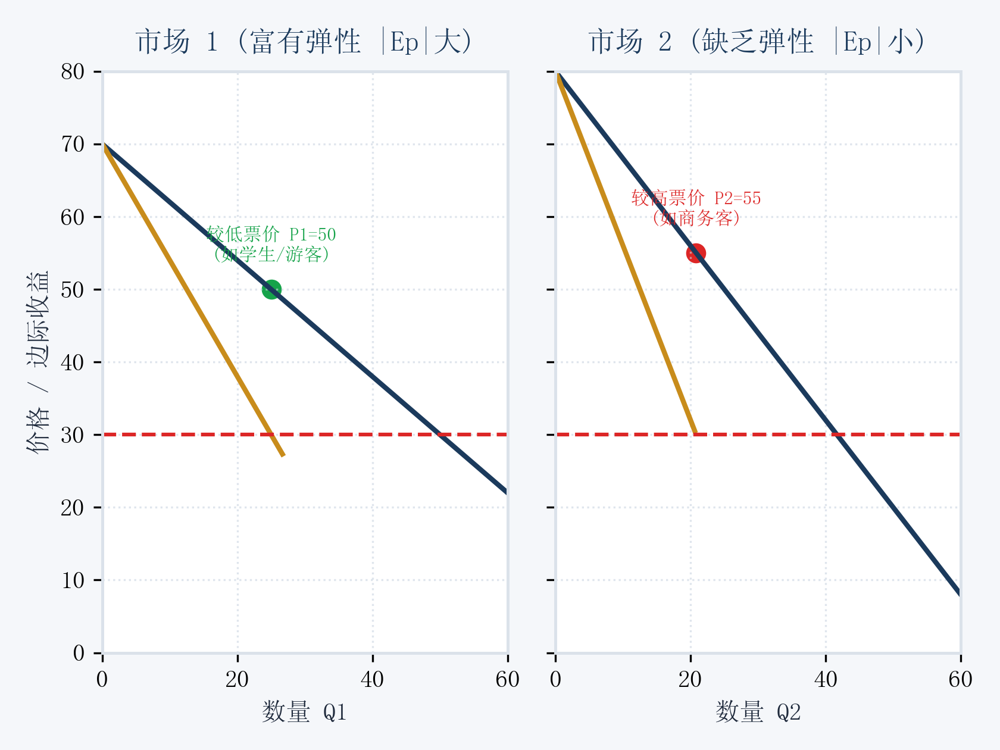 市场 1 (富有弹性 |Ep|大)
市场 2 (缺乏弹性 |Ep|小)
价格 / 边际收益
80
70
60
50
40
30
20
10
0
较低票价 P1=50
(如学生/游客)
较高票价 P2=55
(如商务客)
0 20 40 60
0 20 40 60
数量 Q1
数量 Q2